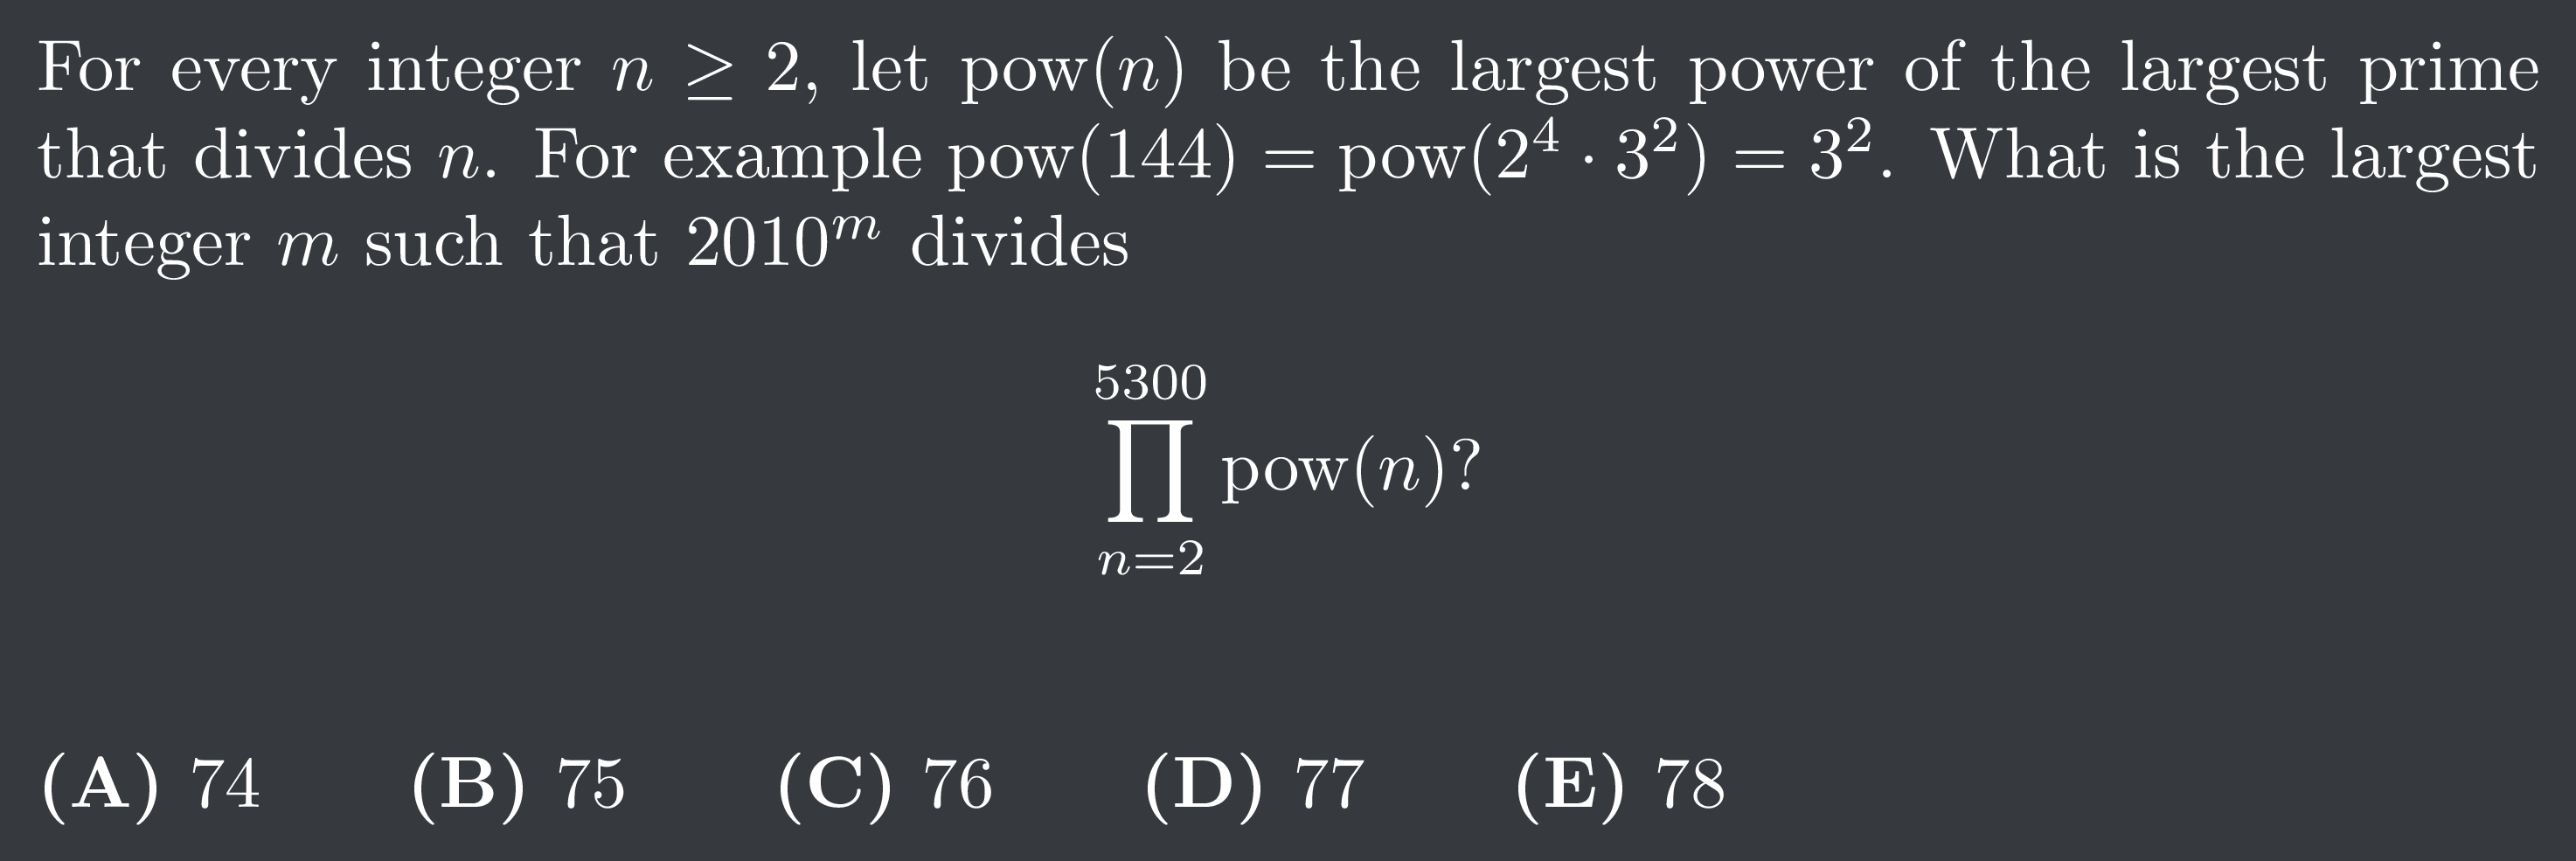 For every integer n ≥ 2, let pow(n) be the largest power of the largest prime
that divides n. For example pow(144) = pow(2⁴ · 3²) = 3². What is the largest
integer m such that 2010ᵐ divides
5300
∏ pow(n)?
n=2
(A) 74 (B) 75 (C) 76 (D) 77 (E) 78